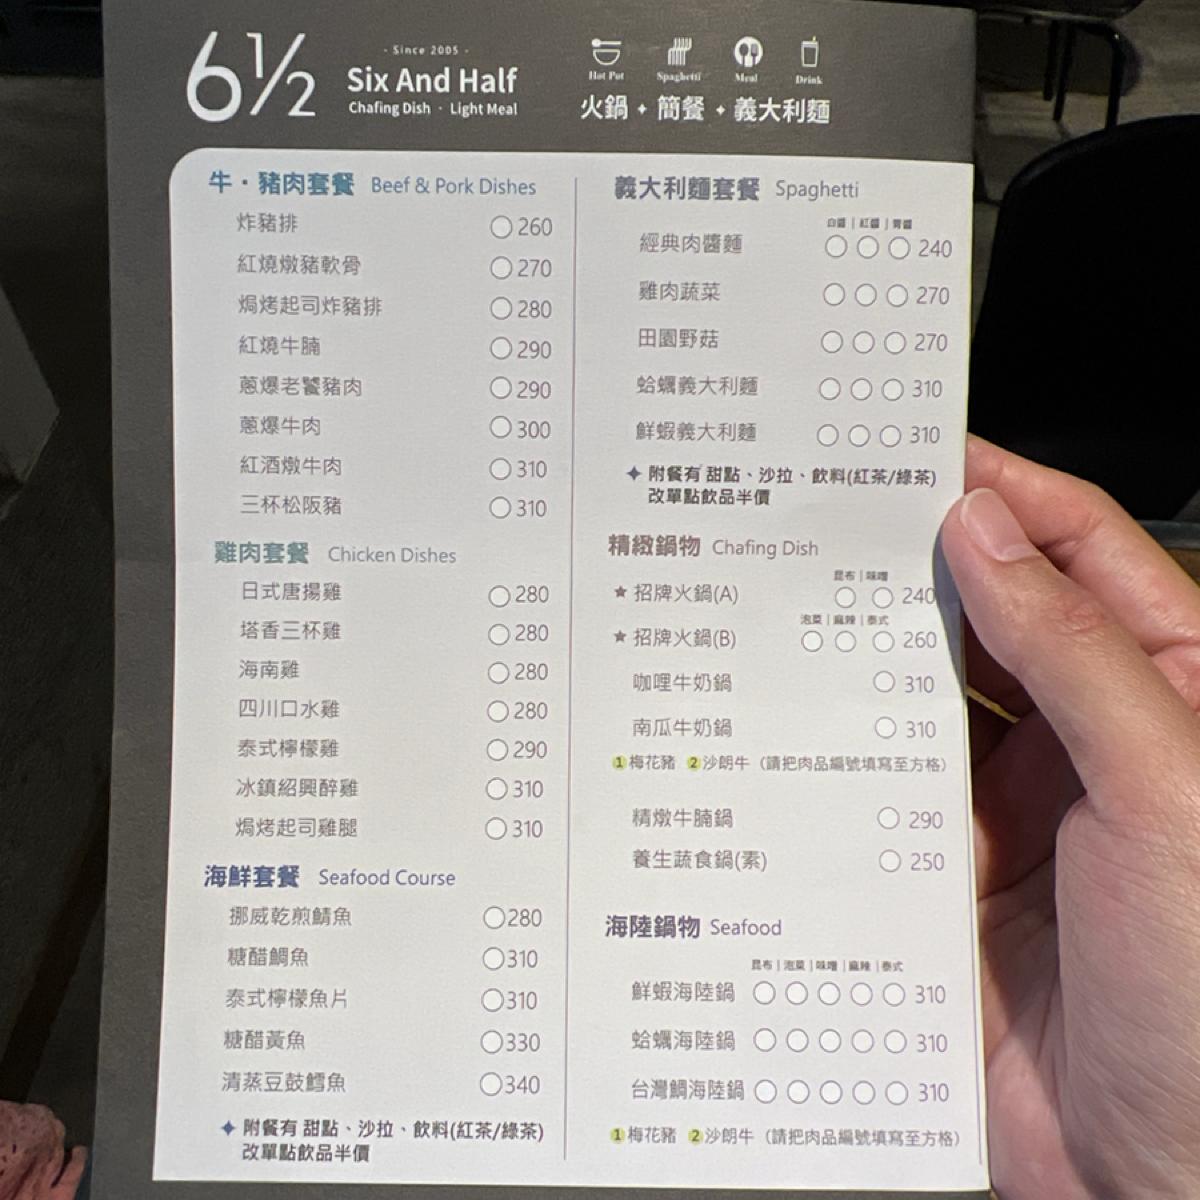 6½
· Since 2005 ·
Six And Half
Chafing Dish · Light Meal
Hot Pot Spaghetti Meal Drink
火鍋 ✦ 簡餐 ✦ 義大利麵
牛·豬肉套餐 Beef & Pork Dishes
炸豬排 ○260
紅燒燉豬軟骨 ○270
焗烤起司炸豬排 ○280
紅燒牛腩 ○290
蔥爆老饕豬肉 ○290
蔥爆牛肉 ○300
紅酒燉牛肉 ○310
三杯松阪豬 ○310
雞肉套餐 Chicken Dishes
日式唐揚雞 ○280
塔香三杯雞 ○280
海南雞 ○280
四川口水雞 ○280
泰式檸檬雞 ○290
冰鎮紹興醉雞 ○310
焗烤起司雞腿 ○310
海鮮套餐 Seafood Course
挪威乾煎鯖魚 ○280
糖醋鯛魚 ○310
泰式檸檬魚片 ○310
糖醋黃魚 ○330
清蒸豆鼓鱈魚 ○340
✦ 附餐有 甜點、沙拉、飲料(紅茶/綠茶)
改單點飲品半價
義大利麵套餐 Spaghetti
白醬 | 紅醬 | 青醬
經典肉醬麵 ○ ○ ○ 240
雞肉蔬菜 ○ ○ ○ 270
田園野菇 ○ ○ ○ 270
蛤蠣義大利麵 ○ ○ ○ 310
鮮蝦義大利麵 ○ ○ ○ 310
✦ 附餐有 甜點、沙拉、飲料(紅茶/綠茶)
改單點飲品半價
精緻鍋物 Chafing Dish
昆布 | 味噌
★ 招牌火鍋(A) ○ ○ 240
泡菜 | 麻辣 | 泰式
★ 招牌火鍋(B) ○ ○ ○ 260
咖哩牛奶鍋 ○ 310
南瓜牛奶鍋 ○ 310
1 梅花豬 2 沙朗牛（請把肉品編號填寫至方格）
精燉牛腩鍋 ○ 290
養生蔬食鍋(素) ○ 250
海陸鍋物 Seafood
昆布 | 泡菜 | 味噌 | 麻辣 | 泰式
鮮蝦海陸鍋 ○ ○ ○ ○ ○ 310
蛤蠣海陸鍋 ○ ○ ○ ○ ○ 310
台灣鯛海陸鍋 ○ ○ ○ ○ ○ 310
1 梅花豬 2 沙朗牛（請把肉品編號填寫至方格）